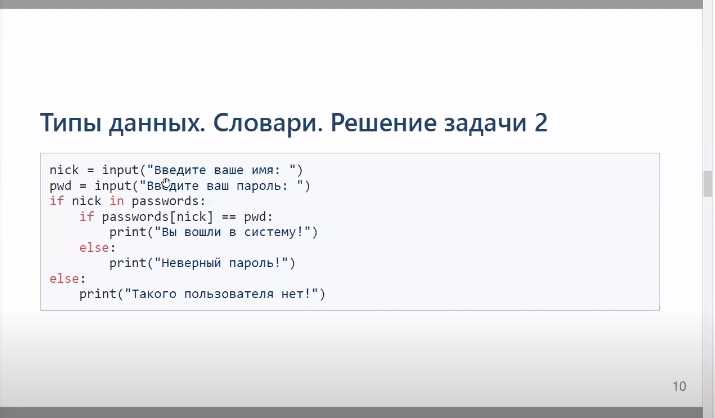 Типы данных. Словари. Решение задачи 2
nick = input("Введите ваше имя: ")
pwd = input("Введите ваш пароль: ")
if nick in passwords:
    if passwords[nick] == pwd:
        print("Вы вошли в систему!")
    else:
        print("Неверный пароль!")
else:
    print("Такого пользователя нет!")
10